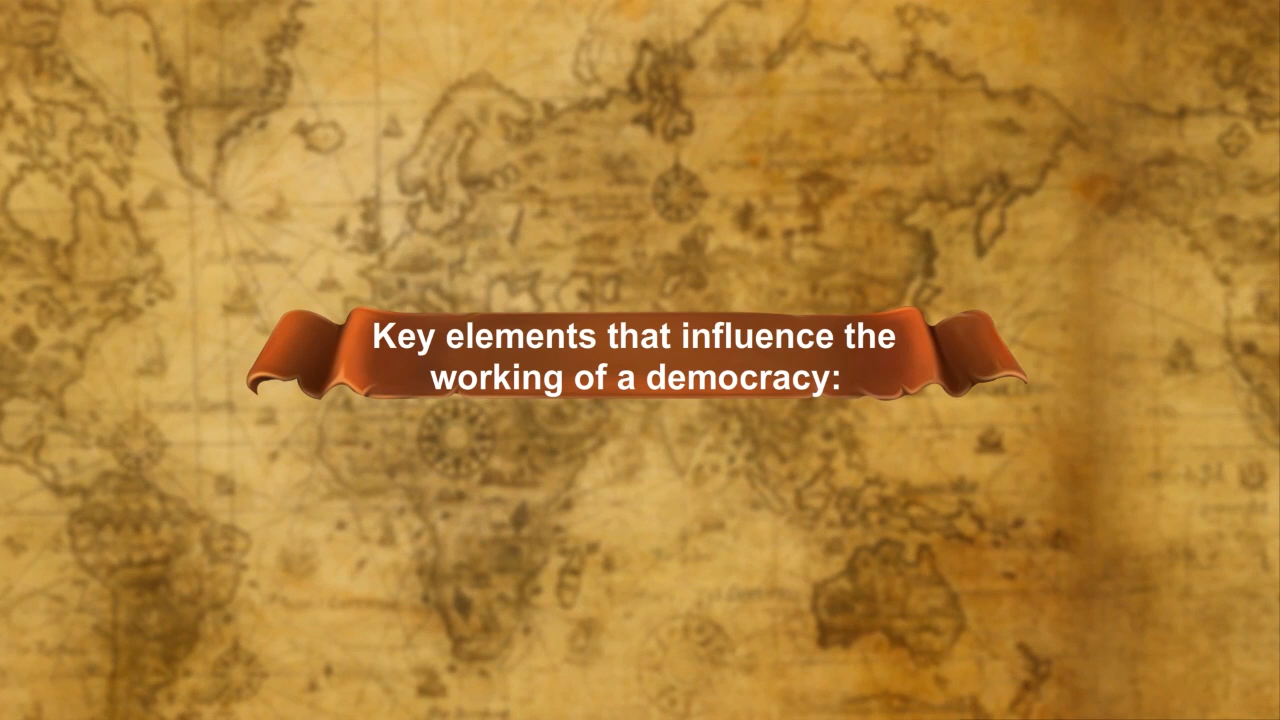 Key elements that influence the
working of a democracy: